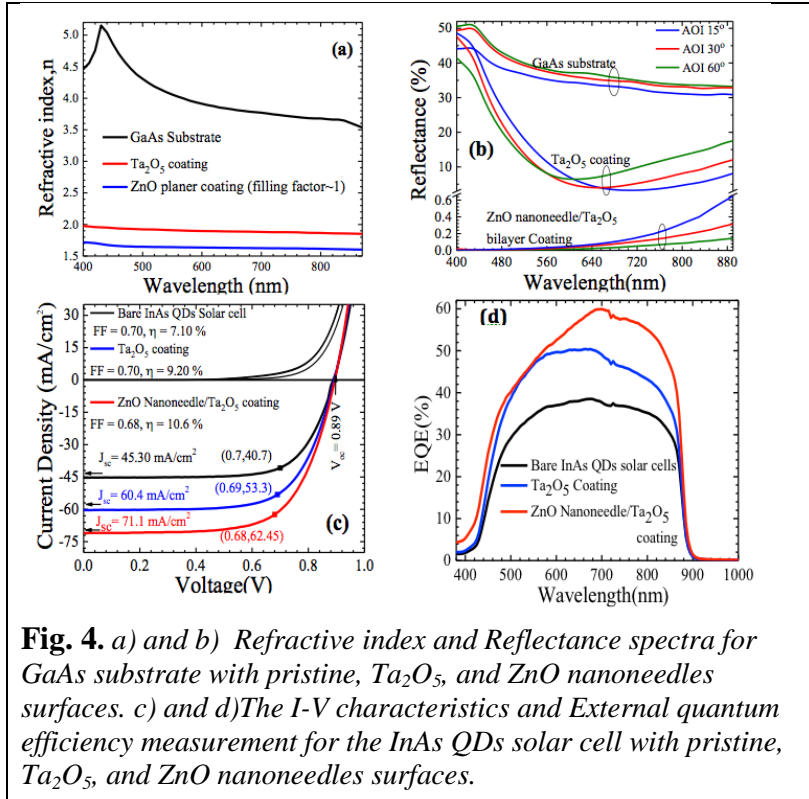 (a)
Refractive index,n
5.0
4.5
4.0
3.5
3.0
2.5
2.0
1.5
GaAs Substrate
Ta₂O₅ coating
ZnO planer coating (filling factor~1)
400 500 600 700 800
Wavelength (nm)
Reflectance (%)
50
40
30
20
10
0.6
0.4
0.2
0.0
AOI 15°
AOI 30°
AOI 60°
GaAs substrate
(b)
Ta₂O₅ coating
ZnO nanoneedle/Ta₂O₅
bilayer Coating
400 480 560 640 720 800 880
Wavelength(nm)
Current Density (mA/cm²)
30
15
0
-15
-30
-45
-60
-75
Bare InAs QDs Solar cell
FF = 0.70, η = 7.10 %
Ta₂O₅ coating
FF = 0.70, η = 9.20 %
ZnO Nanoneedle/Ta₂O₅ coating
FF = 0.68, η = 10.6 %
V = 0.89 V
J_sc= 45.30 mA/cm²
(0.7,40.7)
J_sc= 60.4 mA/cm²
(0.69,53.3)
J_sc= 71.1 mA/cm²
(0.68,62.45)
(c)
0.0 0.2 0.4 0.6 0.8 1.0
Voltage(V)
EQE(%)
60
50
40
30
20
10
0
(d)
Bare InAs QDs solar cells
Ta₂O₅ Coating
ZnO Nanoneedle/Ta₂O₅
coating
400 500 600 700 800 900 1000
Wavelength(nm)
Fig. 4. a) and b) Refractive index and Reflectance spectra for
GaAs substrate with pristine, Ta₂O₅, and ZnO nanoneedles
surfaces. c) and d)The I-V characteristics and External quantum
efficiency measurement for the InAs QDs solar cell with pristine,
Ta₂O₅, and ZnO nanoneedles surfaces.